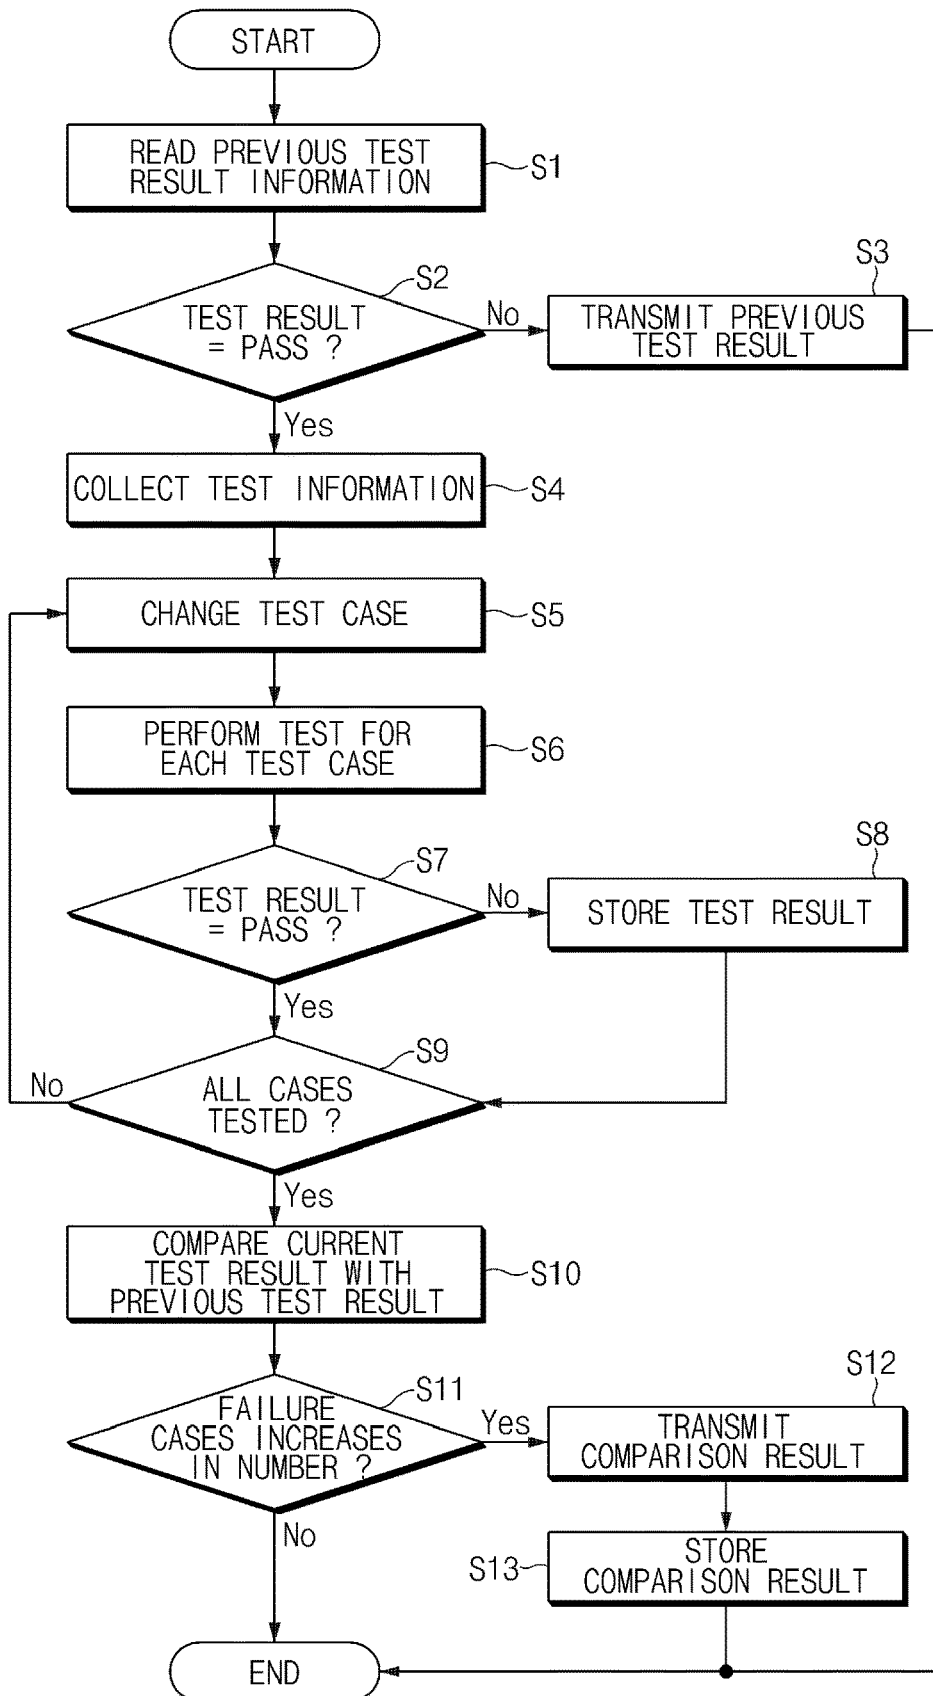 START
READ PREVIOUS TEST
RESULT INFORMATION
S1
S2
TEST RESULT
= PASS ?
No
S3
TRANSMIT PREVIOUS
TEST RESULT
Yes
COLLECT TEST INFORMATION
S4
CHANGE TEST CASE
S5
PERFORM TEST FOR
EACH TEST CASE
S6
S7
TEST RESULT
= PASS ?
No
S8
STORE TEST RESULT
Yes
S9
No
ALL CASES
TESTED ?
Yes
COMPARE CURRENT
TEST RESULT WITH
PREVIOUS TEST RESULT
S10
S11
FAILURE
CASES INCREASES
IN NUMBER ?
Yes
S12
TRANSMIT
COMPARISON RESULT
No
S13
STORE
COMPARISON RESULT
END